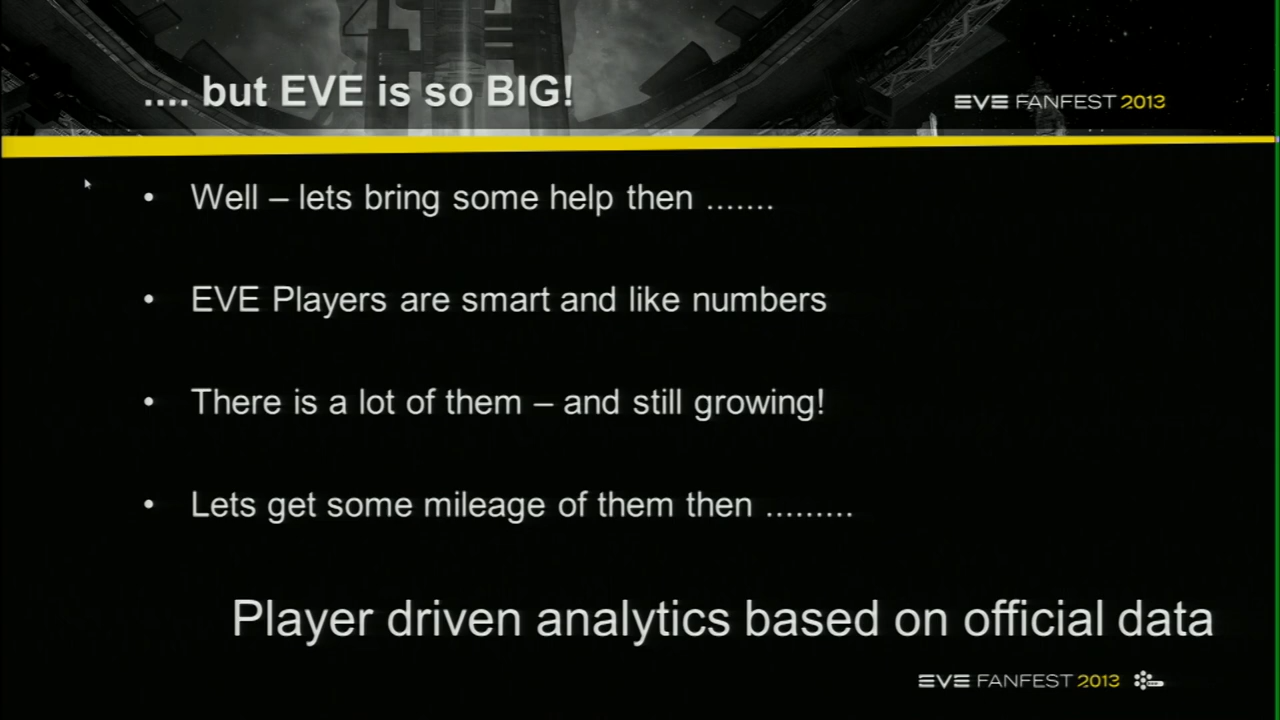 .... but EVE is so BIG!
EVE FANFEST 2013
• Well – lets bring some help then .......
• EVE Players are smart and like numbers
• There is a lot of them – and still growing!
• Lets get some mileage of them then .........
Player driven analytics based on official data
EVE FANFEST 2013